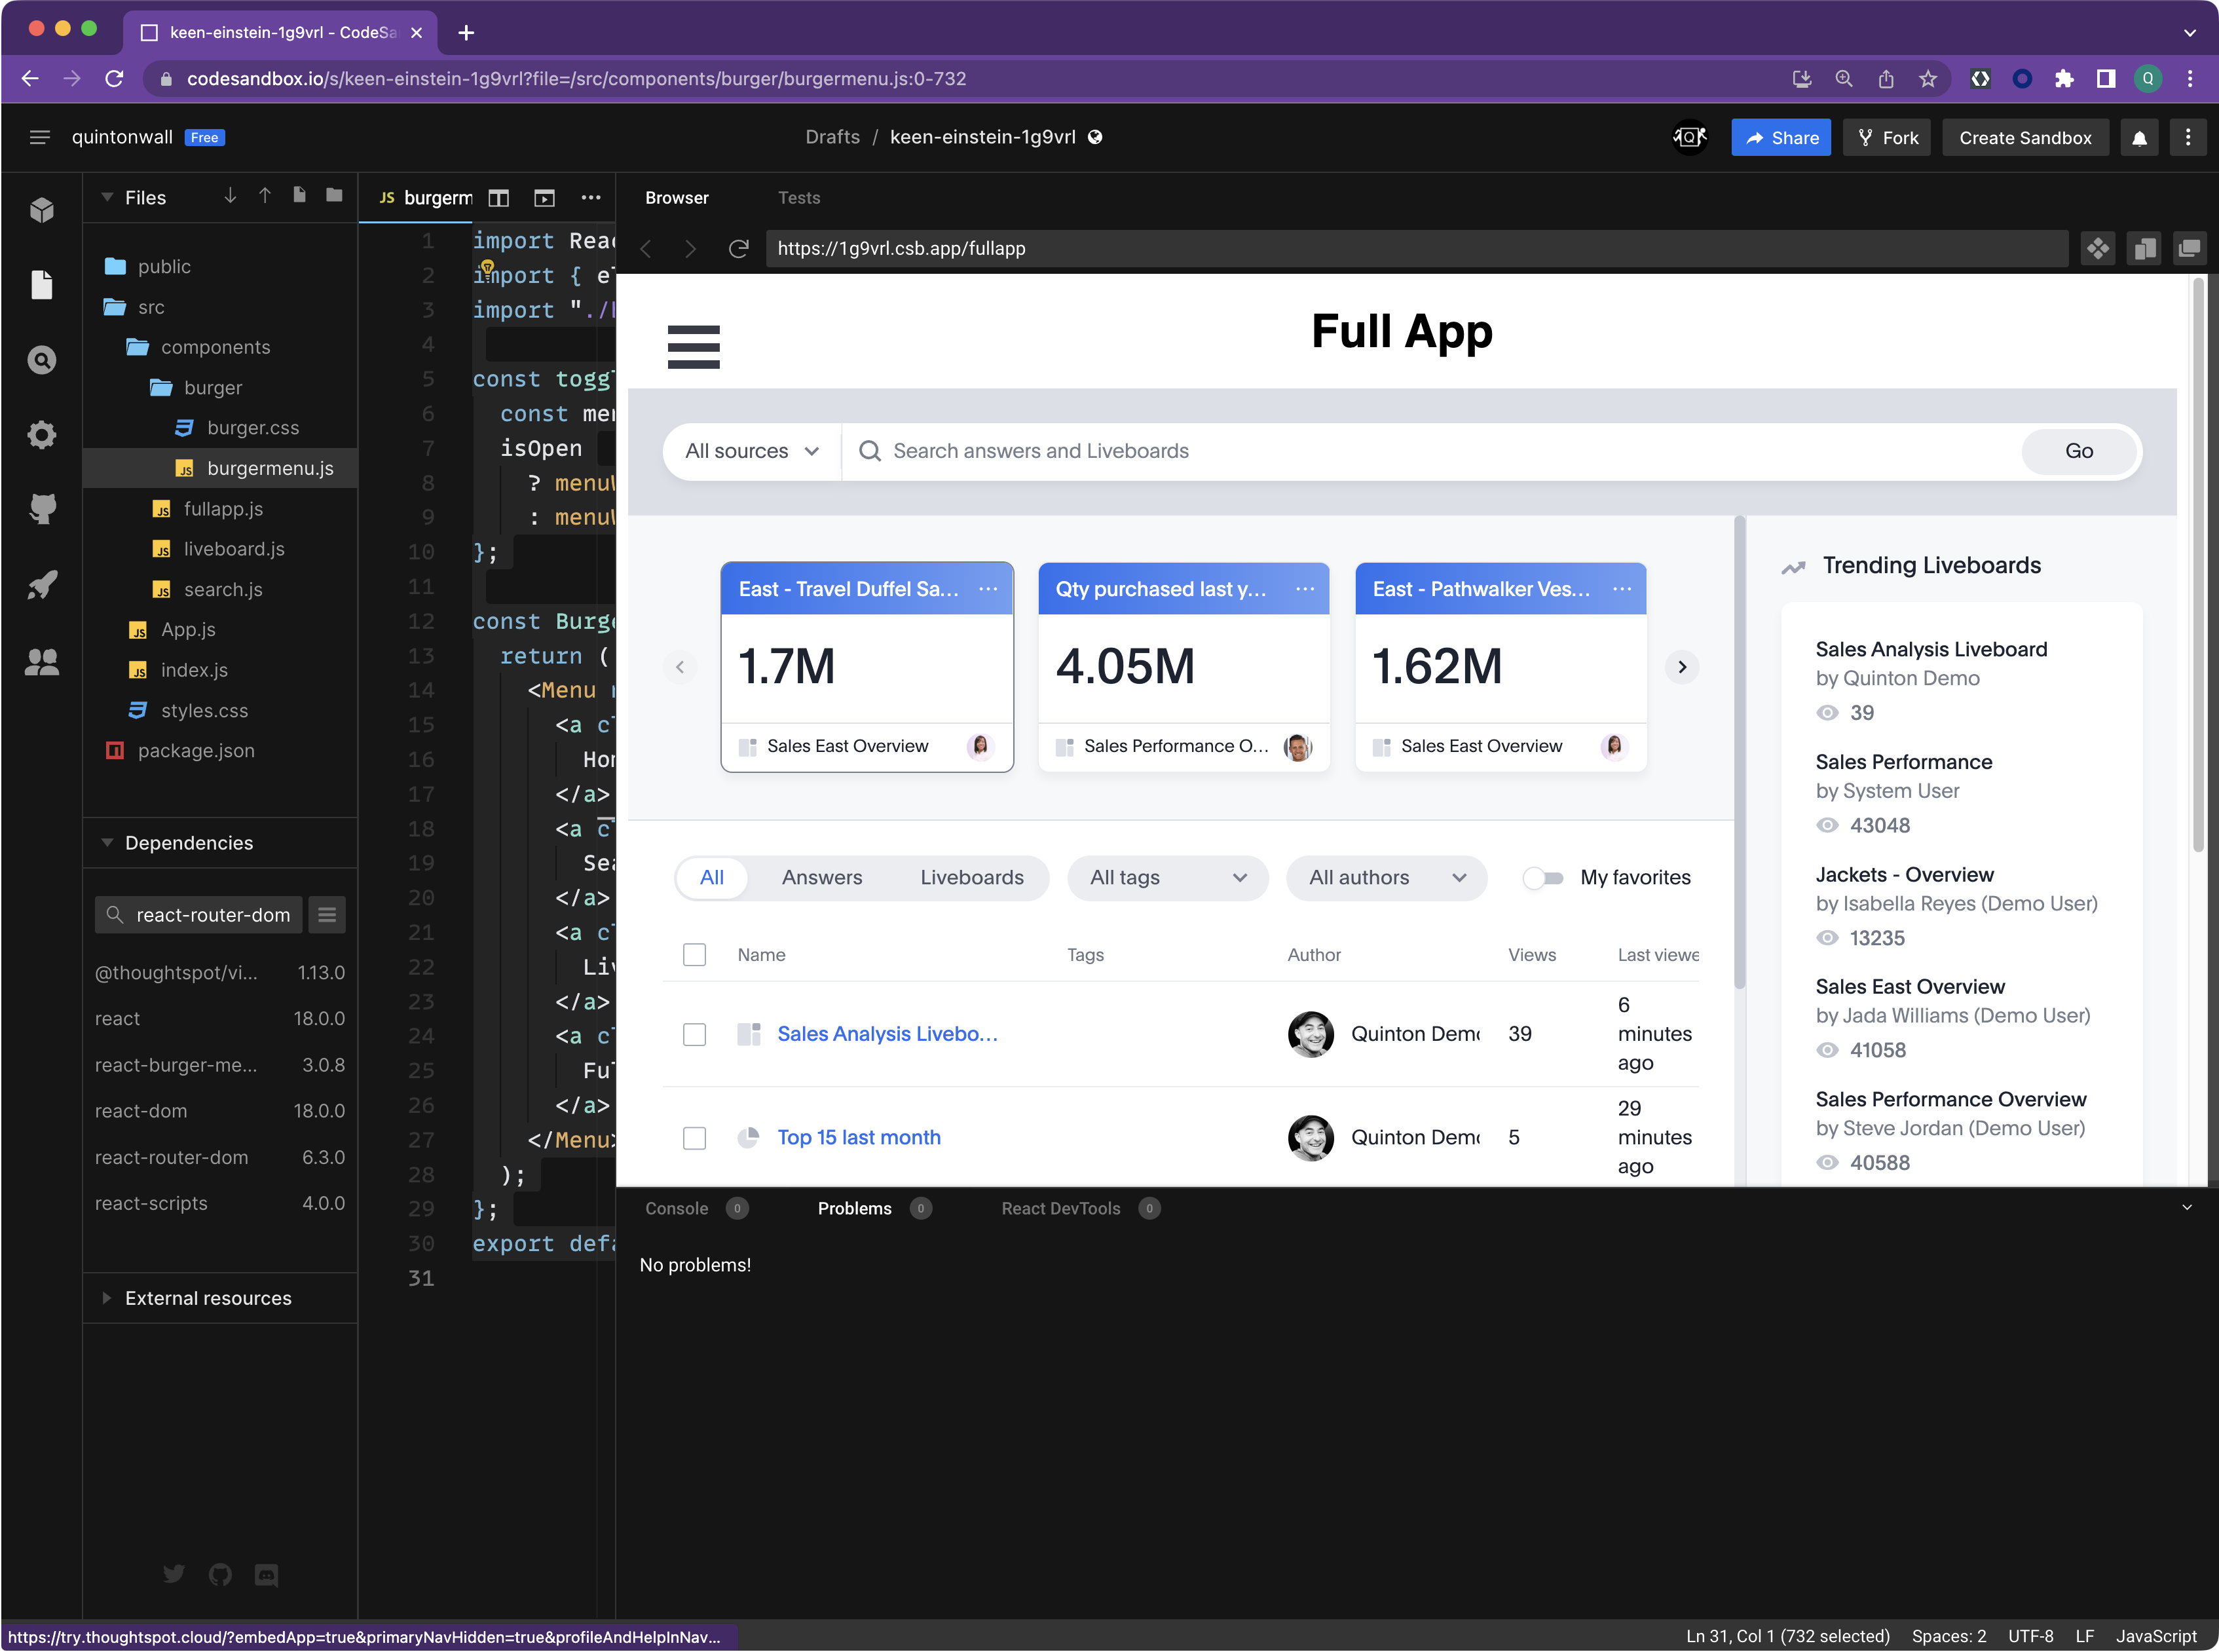 keen-einstein-1g9vrl - CodeSa
codesandbox.io/s/keen-einstein-1g9vrl?file=/src/components/burger/burgermenu.js:0-732
Q
quintonwall Free
Drafts / keen-einstein-1g9vrl
Share
Fork
Create Sandbox
Files
public
src
components
burger
burger.css
JS burgermenu.js
JS fullapp.js
JS liveboard.js
JS search.js
JS App.js
JS index.js
styles.css
package.json
Dependencies
react-router-dom
@thoughtspot/vi... 1.13.0
react 18.0.0
react-burger-me... 3.0.8
react-dom 18.0.0
react-router-dom 6.3.0
react-scripts 4.0.0
External resources
JS burgerm
1 import Reac
2 import { e
3 import "./
4
5 const togg
6 const me
7 isOpen
8 ? menu
9 : menu
10 };
11
12 const Burg
13 return (
14 <Menu
15 <a cl
16 Ho
17 </a>
18 <a c
19 Sea
20 </a>
21 <a cl
22 Liv
23 </a>
24 <a cl
25 Ful
26 </a>
27 </Menu>
28 );
29 };
30 export defa
31
Browser Tests
https://1g9vrl.csb.app/fullapp
Full App
All sources
Search answers and Liveboards
Go
East - Travel Duffel Sa... ...
1.7M
Sales East Overview
Qty purchased last y... ...
4.05M
Sales Performance O...
East - Pathwalker Ves... ...
1.62M
Sales East Overview
All Answers Liveboards
All tags
All authors
My favorites
Name Tags Author Views Last viewe
Sales Analysis Livebo... Quinton Demo 39 6 minutes ago
Top 15 last month Quinton Demo 5 29 minutes ago
Trending Liveboards
Sales Analysis Liveboard
by Quinton Demo
39
Sales Performance
by System User
43048
Jackets - Overview
by Isabella Reyes (Demo User)
13235
Sales East Overview
by Jada Williams (Demo User)
41058
Sales Performance Overview
by Steve Jordan (Demo User)
40588
Console 0 Problems 0 React DevTools 0
No problems!
https://try.thoughtspot.cloud/?embedApp=true&primaryNavHidden=true&profileAndHelpInNav...
Ln 31, Col 1 (732 selected) Spaces: 2 UTF-8 LF JavaScript